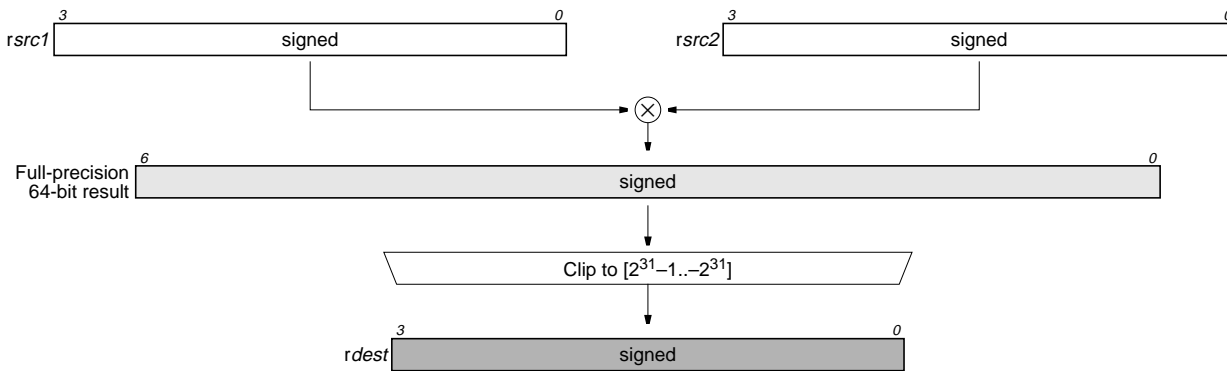 3 0 3 0
rsrc1 signed rsrc2 signed
6 0
Full-precision
64-bit result
signed
Clip to [2³¹–1..–2³¹]
3 0
rdest signed